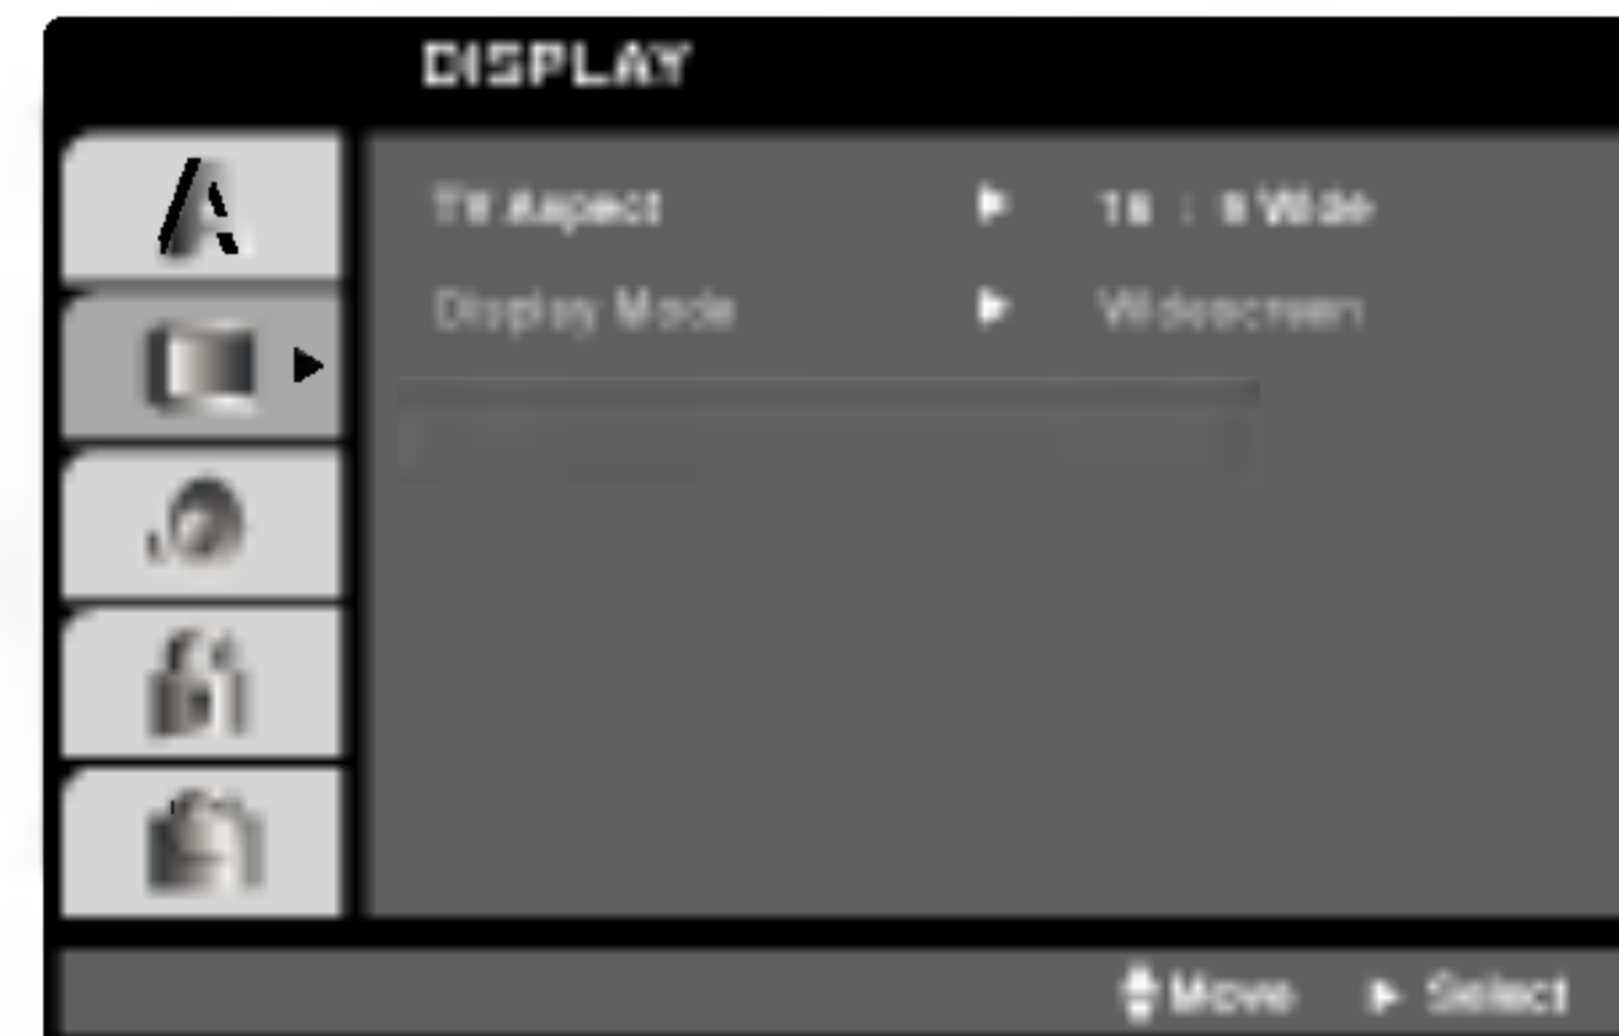 DISPLAY
TV Aspect ▶ 16 : 9 Wide
Display Mode ▶ Widescreen
Move ▶ Select